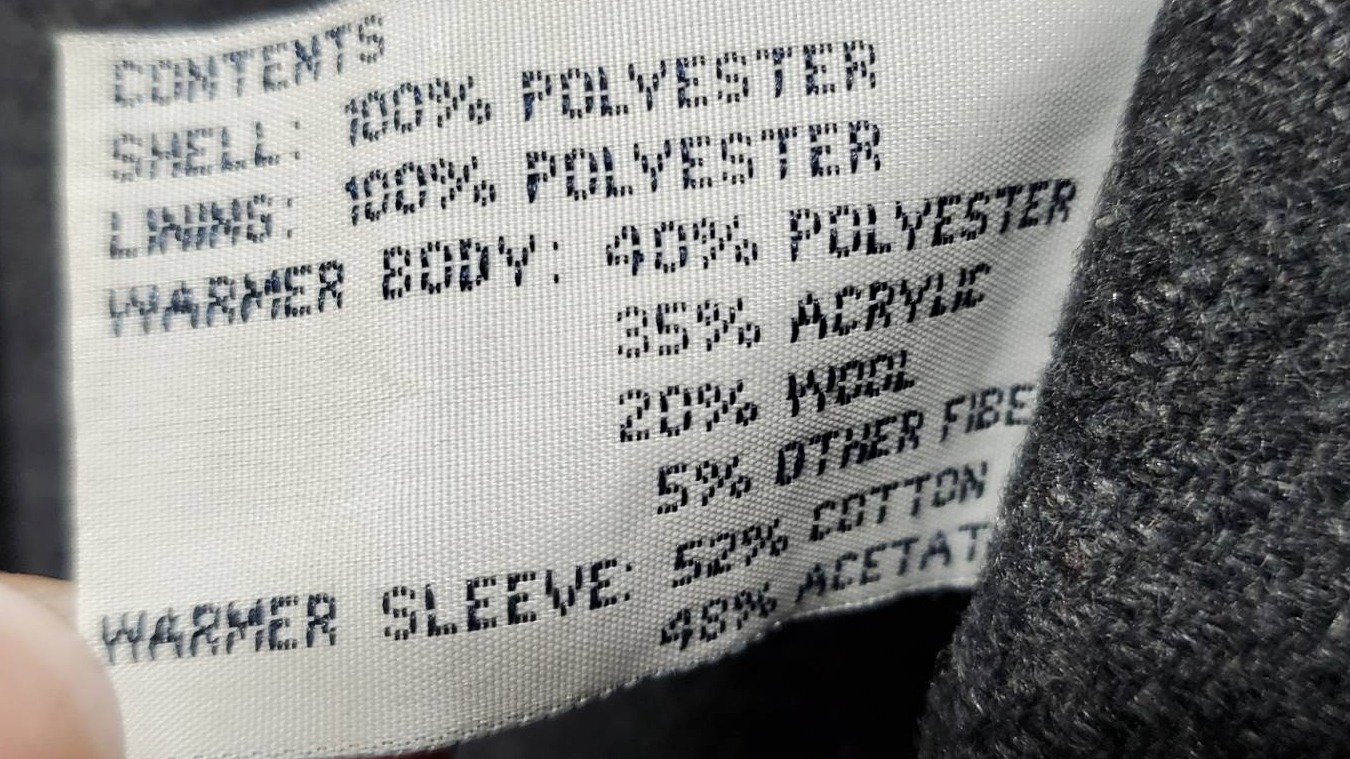 CONTENTS
SHELL: 100% POLYESTER
LINING: 100% POLYESTER
WARMER BODY: 40% POLYESTER
35% ACRYLIC
20% WOOL
5% OTHER FIBE
WARMER SLEEVE: 52% COTTON
48% ACETAT